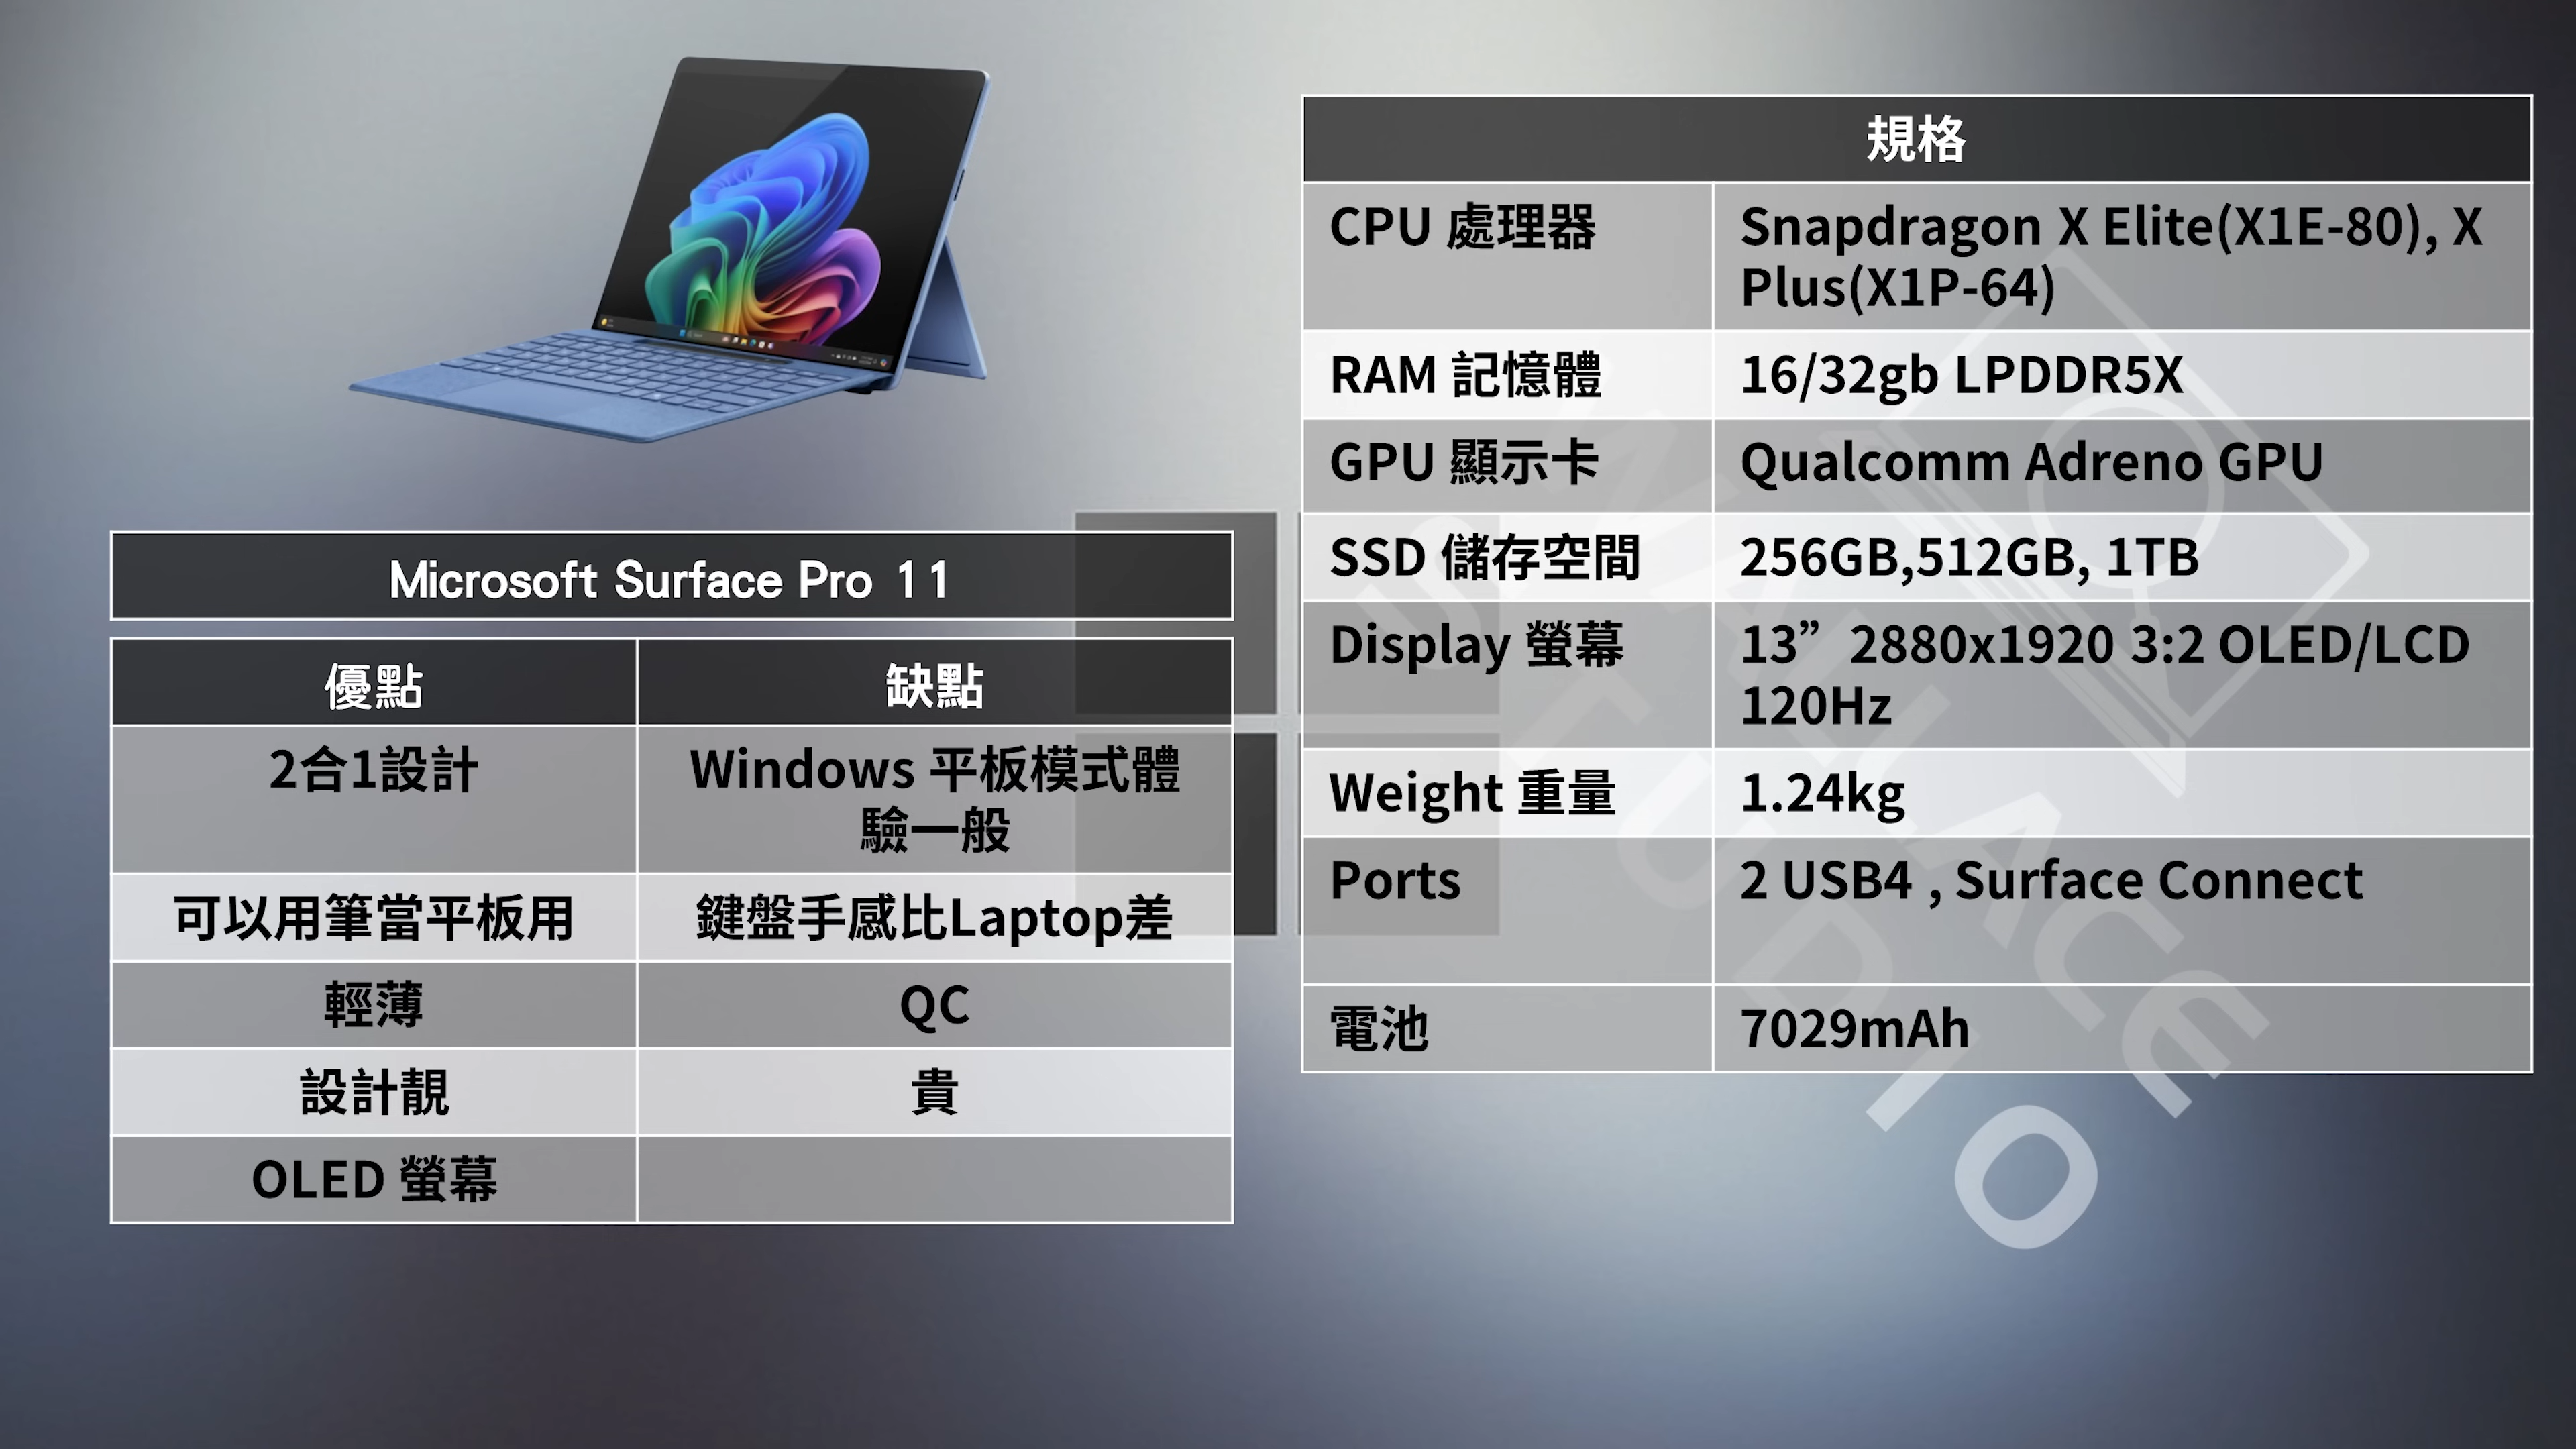 Microsoft Surface Pro 11
優點 缺點
2合1設計 Windows 平板模式體
驗一般
可以用筆當平板用 鍵盤手感比Laptop差
輕薄 QC
設計靚 貴
OLED 螢幕
規格
CPU 處理器 Snapdragon X Elite(X1E-80), X
Plus(X1P-64)
RAM 記憶體 16/32gb LPDDR5X
GPU 顯示卡 Qualcomm Adreno GPU
SSD 儲存空間 256GB,512GB, 1TB
Display 螢幕 13” 2880x1920 3:2 OLED/LCD
120Hz
Weight 重量 1.24kg
Ports 2 USB4 , Surface Connect
電池 7029mAh
WALLACE
STUDIO